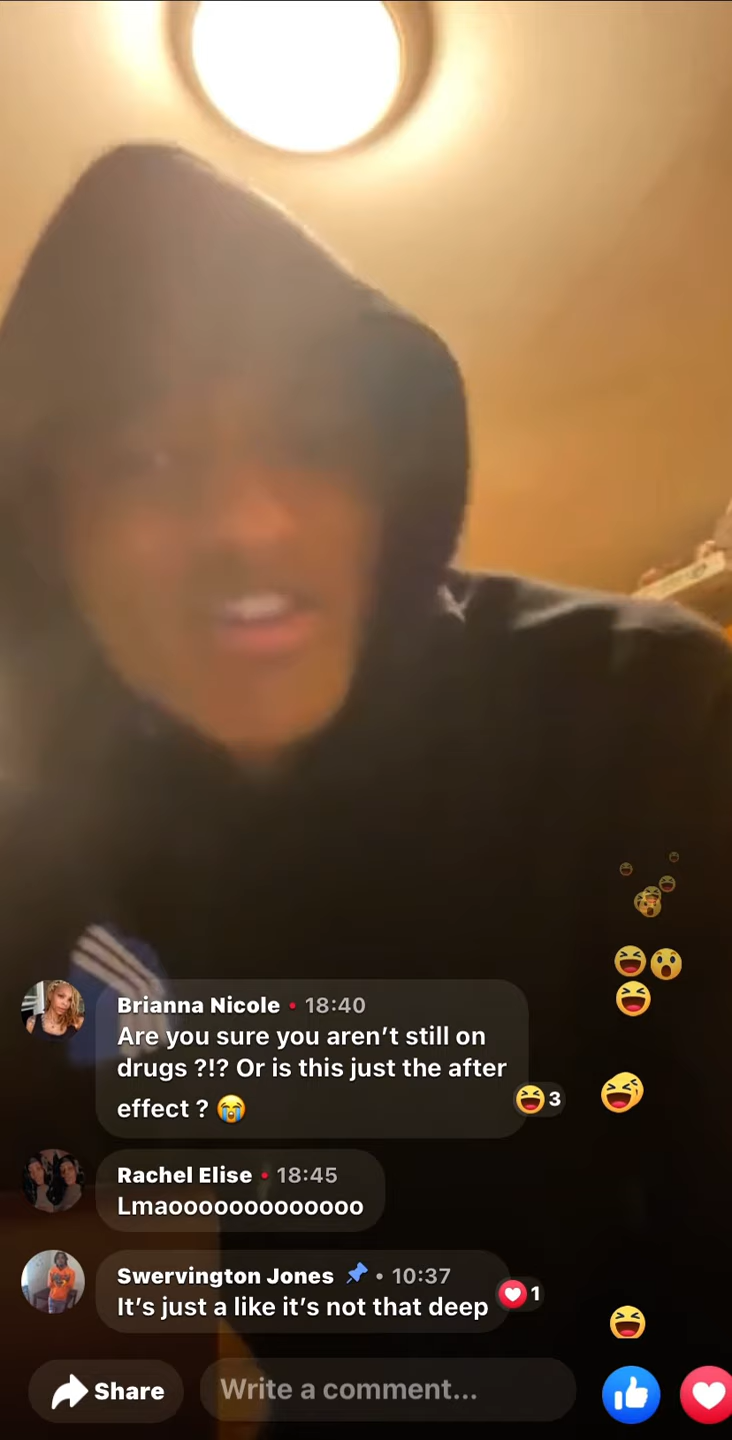 Brianna Nicole • 18:40
Are you sure you aren’t still on
drugs ?!? Or is this just the after
effect ? 😭
3
Rachel Elise • 18:45
Lmaooooooooooooo
Swervington Jones 📌 • 10:37
It’s just a like it’s not that deep
1
Share
Write a comment...